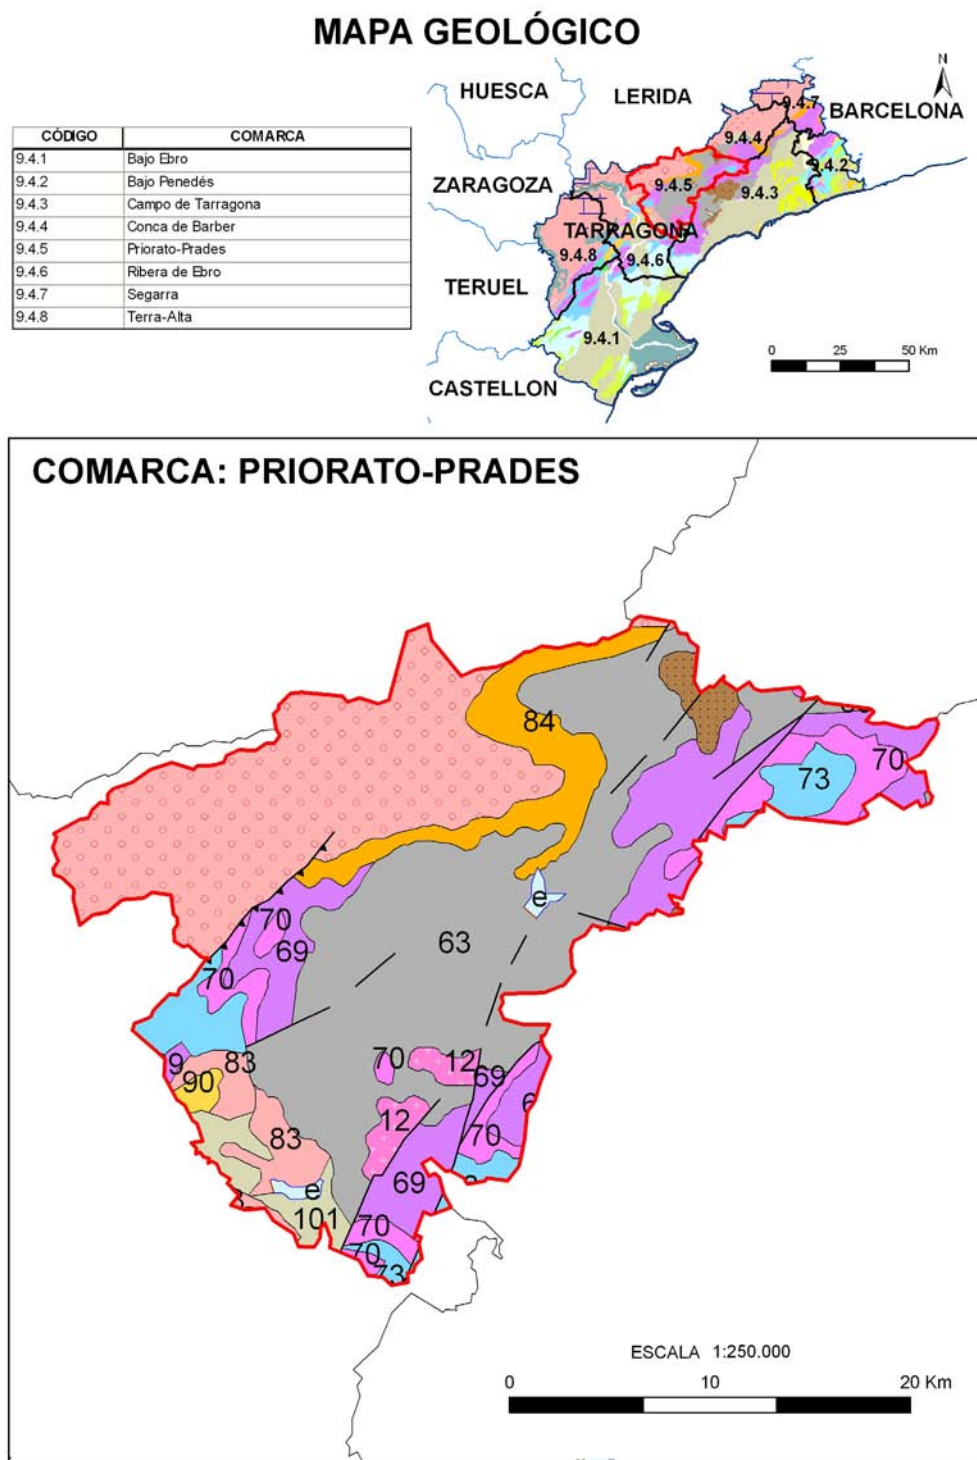 MAPA GEOLÓGICO
N
HUESCA
LERIDA
BARCELONA
ZARAGOZA
TARRAGONA
TERUEL
CASTELLON
9.4.7
9.4.4
9.4.2
9.4.5
9.4.3
9.4.8
9.4.6
9.4.1
0 25 50 Km
CÓDIGO COMARCA
9.4.1 Bajo Ebro
9.4.2 Bajo Penedés
9.4.3 Campo de Tarragona
9.4.4 Conca de Barber
9.4.5 Priorato-Prades
9.4.6 Ribera de Ebro
9.4.7 Segarra
9.4.8 Terra-Alta
COMARCA: PRIORATO-PRADES
84
70
73
e
70
69
63
70
9
83
90
70
12
69
6
12
83
70
69
e
101
70
70
73
ESCALA 1:250.000
0 10 20 Km